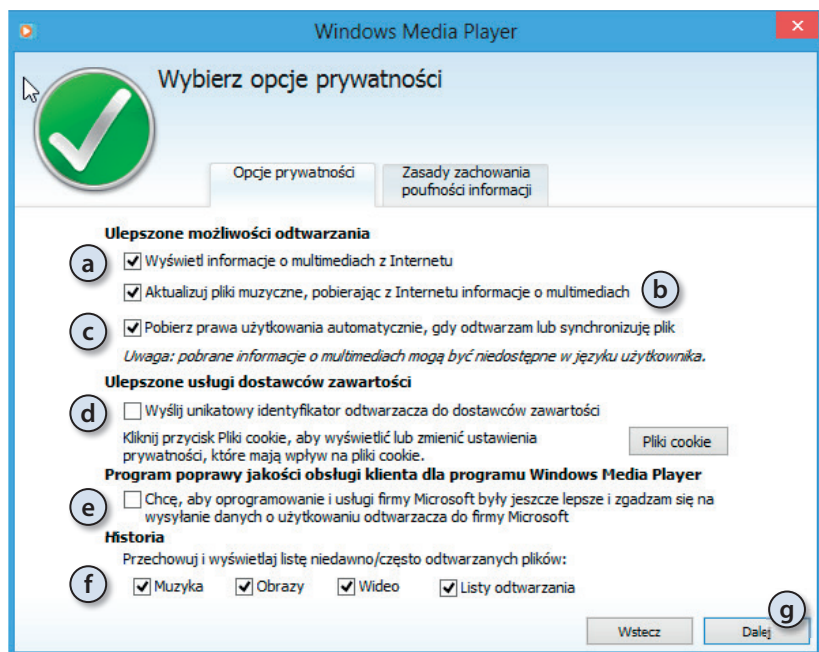 Windows Media Player
Wybierz opcje prywatności
Opcje prywatności
Zasady zachowania
poufności informacji
Ulepszone możliwości odtwarzania
a Wyświetl informacje o multimediach z Internetu
Aktualizuj pliki muzyczne, pobierając z Internetu informacje o multimediach b
c Pobierz prawa użytkowania automatycznie, gdy odtwarzam lub synchronizuję plik
Uwaga: pobrane informacje o multimediach mogą być niedostępne w języku użytkownika.
Ulepszone usługi dostawców zawartości
d Wyślij unikatowy identyfikator odtwarzacza do dostawców zawartości
Kliknij przycisk Pliki cookie, aby wyświetlić lub zmienić ustawienia
prywatności, które mają wpływ na pliki cookie.
Pliki cookie
Program poprawy jakości obsługi klienta dla programu Windows Media Player
e Chcę, aby oprogramowanie i usługi firmy Microsoft były jeszcze lepsze i zgadzam się na
wysyłanie danych o użytkowaniu odtwarzacza do firmy Microsoft
Historia
Przechowuj i wyświetlaj listę niedawno/często odtwarzanych plików:
f Muzyka Obrazy Wideo Listy odtwarzania
g
Wstecz Dalej